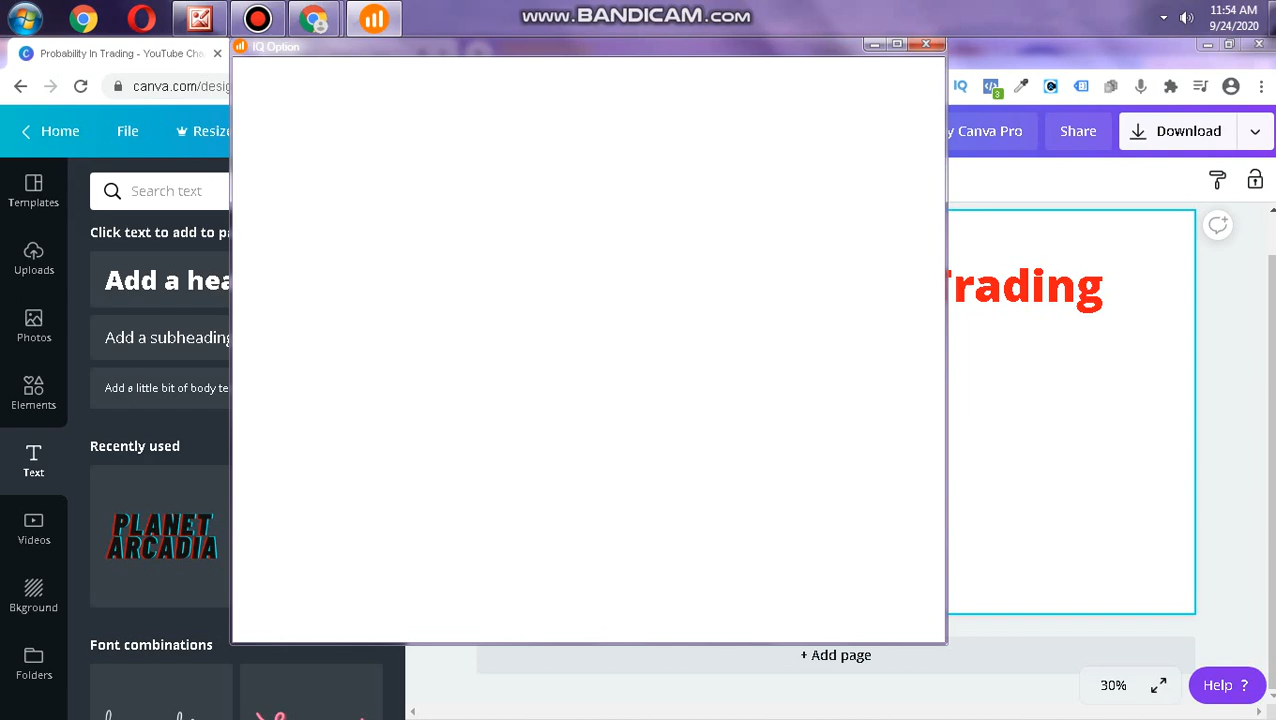 www.BANDICAM.com
11:54 AM
9/24/2020
Probability In Trading - YouTube Cha
IQ Option
canva.com/desig
3
Home
File
Resize
y Canva Pro
Share
Download
Templates
Search text
Click text to add to pa
Uploads
Add a hea
Trading
Photos
Add a subheading
Elements
Add a little bit of body te
Recently used
Text
PLANET
ARCADIA
Videos
Bkground
Font combinations
+ Add page
Folders
30%
Help ?